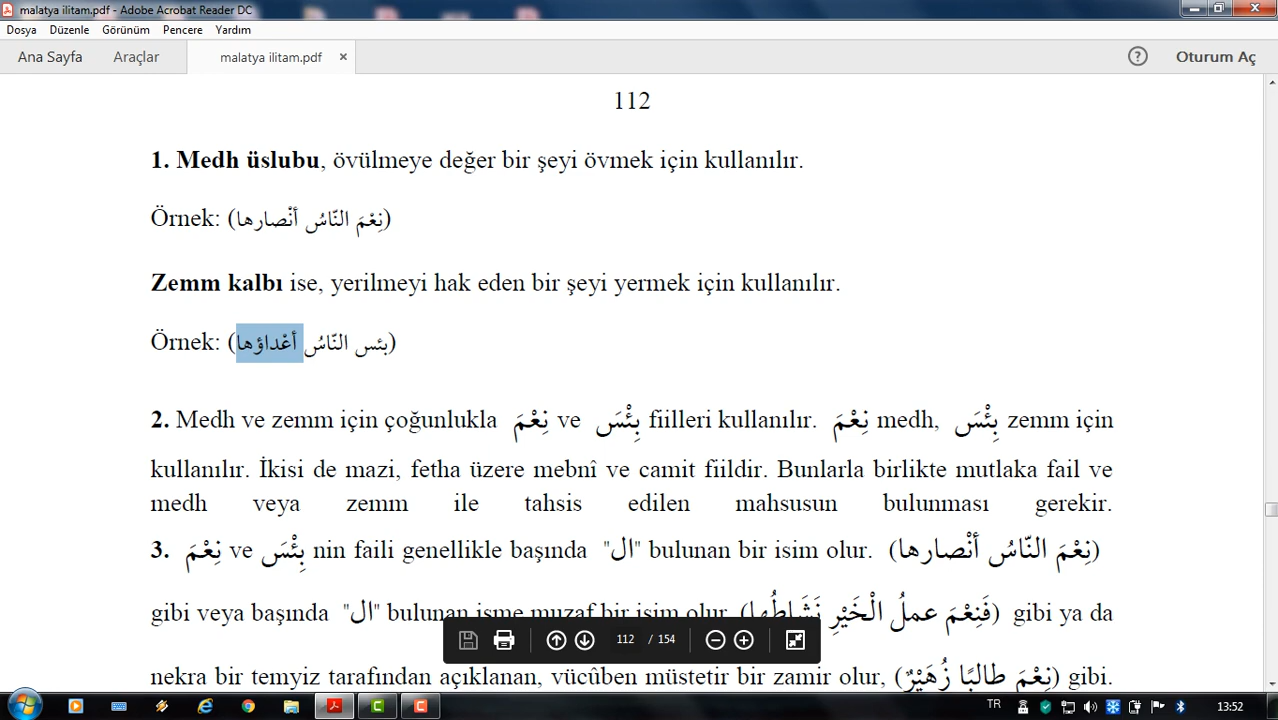 malatya ilitam.pdf - Adobe Acrobat Reader DC
Dosya Düzenle Görünüm Pencere Yardım
Ana Sayfa Araçlar malatya ilitam.pdf × ? Oturum Aç
112
1. Medh üslubu, övülmeye değer bir şeyi övmek için kullanılır.
Örnek: (نِعْمَ النّاسُ أنْصارها)
Zemm kalbı ise, yerilmeyi hak eden bir şeyi yermek için kullanılır.
Örnek: (بئس النّاسُ أعْداؤها)
2. Medh ve zemm için çoğunlukla نِعْمَ ve بِئْسَ fiilleri kullanılır. نِعْمَ medh, بِئْسَ zemm için
kullanılır. İkisi de mazi, fetha üzere mebnî ve camit fiildir. Bunlarla birlikte mutlaka fail ve
medh veya zemm ile tahsis edilen mahsusun bulunması gerekir.
3. نِعْمَ ve بِئْسَ nin faili genellikle başında "ال" bulunan bir isim olur. (نِعْمَ النّاسُ أنْصارها)
gibi veya başında "ال" bulunan isme muzaf bir isim olur. (فَنِعْمَ عملُ الْخَيْرِ نَشَاطُها) gibi ya da
112 / 154
nekra bir temyiz tarafından açıklanan, vücûben müstetir bir zamir olur, (نِعْمَ طالبًا زُهَيْرٌ) gibi.
TR 13:52